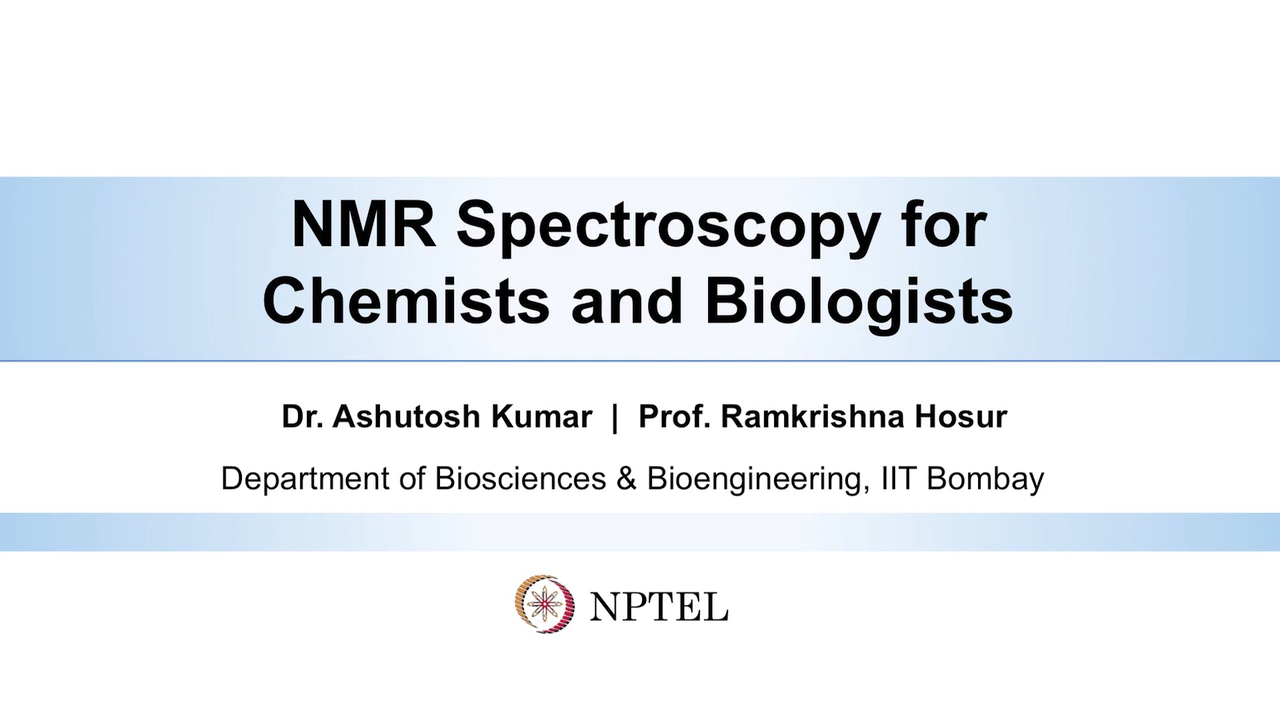 NMR Spectroscopy for
Chemists and Biologists
Dr. Ashutosh Kumar | Prof. Ramkrishna Hosur
Department of Biosciences & Bioengineering, IIT Bombay
NPTEL